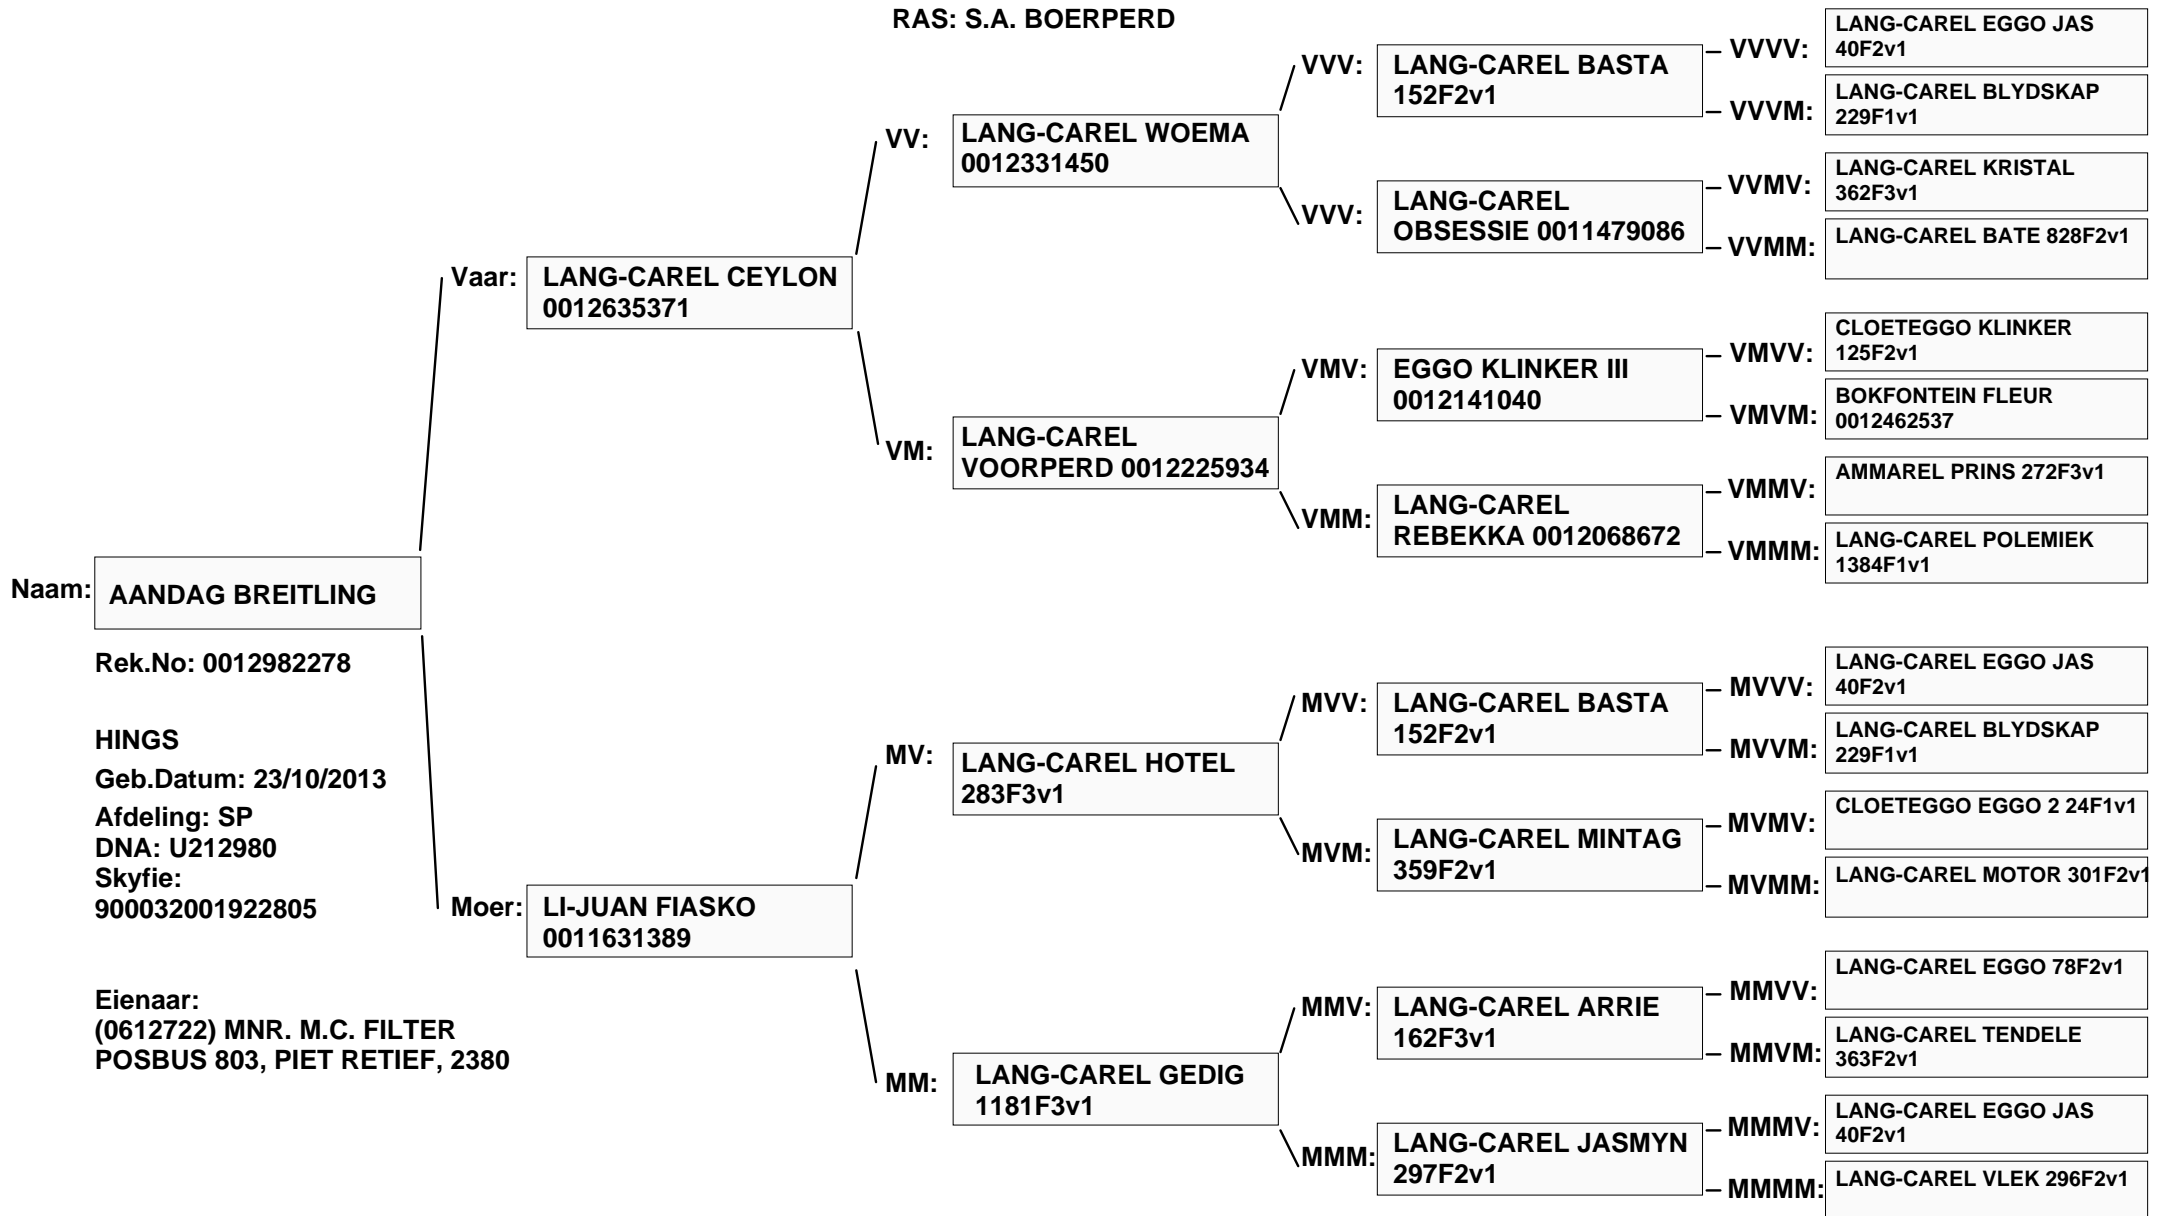 RAS: S.A. BOERPERD
Naam:
AANDAG BREITLING
Rek.No: 0012982278
HINGS
Geb.Datum: 23/10/2013
Afdeling: SP
DNA: U212980
Skyfie:
900032001922805
Eienaar:
(0612722) MNR. M.C. FILTER
POSBUS 803, PIET RETIEF, 2380
Vaar:
LANG-CAREL CEYLON
0012635371
Moer:
LI-JUAN FIASKO
0011631389
VV:
LANG-CAREL WOEMA
0012331450
VM:
LANG-CAREL
VOORPERD 0012225934
MV:
LANG-CAREL HOTEL
283F3v1
MM:
LANG-CAREL GEDIG
1181F3v1
VVV:
LANG-CAREL BASTA
152F2v1
VVV:
LANG-CAREL
OBSESSIE 0011479086
VMV:
EGGO KLINKER III
0012141040
VMM:
LANG-CAREL
REBEKKA 0012068672
MVV:
LANG-CAREL BASTA
152F2v1
MVM:
LANG-CAREL MINTAG
359F2v1
MMV:
LANG-CAREL ARRIE
162F3v1
MMM:
LANG-CAREL JASMYN
297F2v1
VVVV:
LANG-CAREL EGGO JAS
40F2v1
VVVM:
LANG-CAREL BLYDSKAP
229F1v1
VVMV:
LANG-CAREL KRISTAL
362F3v1
VVMM:
LANG-CAREL BATE 828F2v1
VMVV:
CLOETEGGO KLINKER
125F2v1
VMVM:
BOKFONTEIN FLEUR
0012462537
VMMV:
AMMAREL PRINS 272F3v1
VMMM:
LANG-CAREL POLEMIEK
1384F1v1
MVVV:
LANG-CAREL EGGO JAS
40F2v1
MVVM:
LANG-CAREL BLYDSKAP
229F1v1
MVMV:
CLOETEGGO EGGO 2 24F1v1
MVMM:
LANG-CAREL MOTOR 301F2v1
MMVV:
LANG-CAREL EGGO 78F2v1
MMVM:
LANG-CAREL TENDELE
363F2v1
MMMV:
LANG-CAREL EGGO JAS
40F2v1
MMMM:
LANG-CAREL VLEK 296F2v1